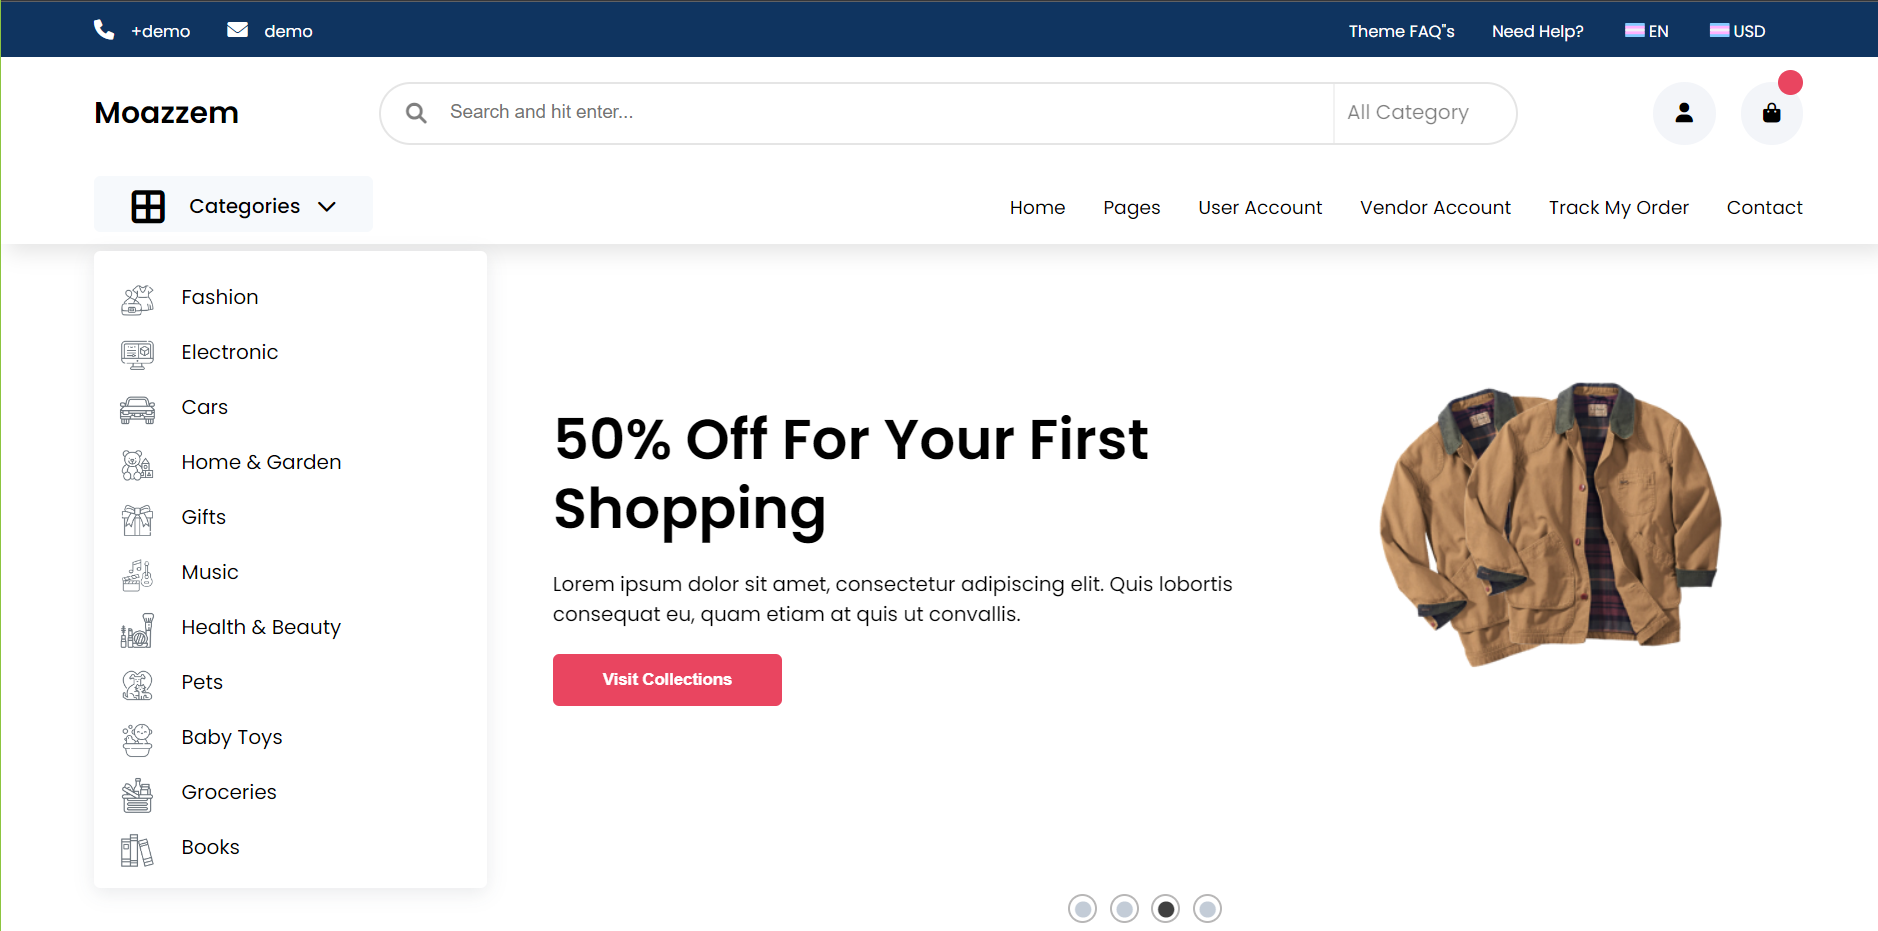 +demo demo Theme FAQ"s Need Help? EN USD
Moazzem Search and hit enter... All Category
Categories Home Pages User Account Vendor Account Track My Order Contact
Fashion
Electronic
Cars
Home & Garden
Gifts
Music
Health & Beauty
Pets
Baby Toys
Groceries
Books
50% Off For Your First
Shopping
Lorem ipsum dolor sit amet, consectetur adipiscing elit. Quis lobortis
consequat eu, quam etiam at quis ut convallis.
Visit Collections